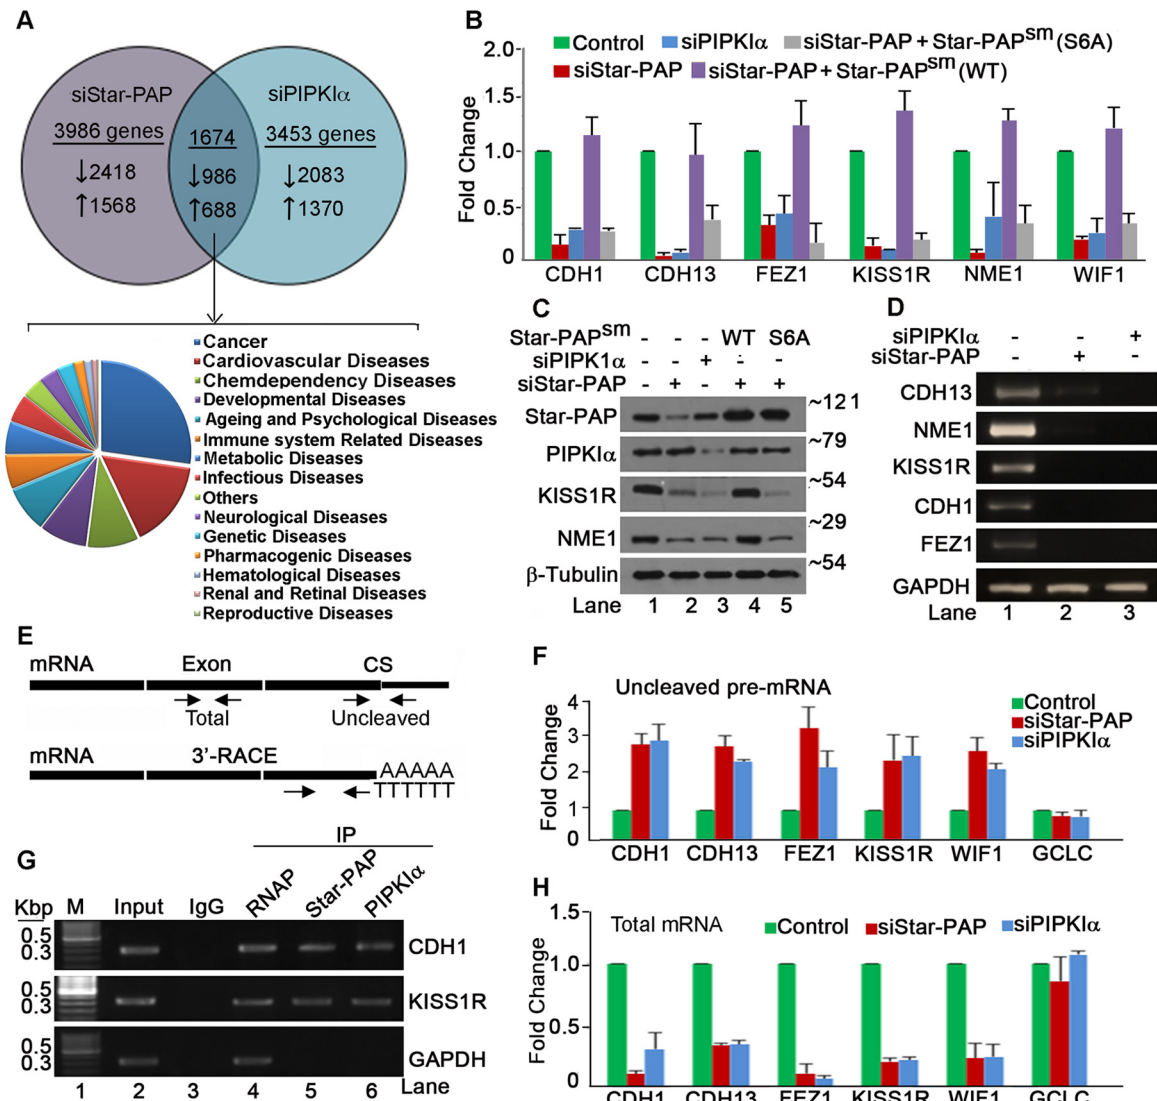 A
siStar-PAP
siPIPKIα
3986 genes
1674
3453 genes
↓2418
↓986
↓2083
↑1568
↑688
↑1370
Cancer
Cardiovascular Diseases
Chemdependency Diseases
Developmental Diseases
Ageing and Psychological Diseases
Immune system Related Diseases
Metabolic Diseases
Infectious Diseases
Others
Neurological Diseases
Genetic Diseases
Pharmacogenic Diseases
Hematological Diseases
Renal and Retinal Diseases
Reproductive Diseases
B
Control
siPIPKIα
siStar-PAP + Star-PAPsm (S6A)
siStar-PAP
siStar-PAP + Star-PAPsm (WT)
Fold Change
2.0
1.5
1.0
0.5
0
CDH1 CDH13 FEZ1 KISS1R NME1 WIF1
C
Star-PAPsm - - - WT S6A
siPIPK1α - - + - -
siStar-PAP - + - + +
Star-PAP ~121
PIPKIα ~79
KISS1R ~54
NME1 ~29
β-Tubulin ~54
Lane 1 2 3 4 5
D
siPIPKIα - - +
siStar-PAP - + -
CDH13
NME1
KISS1R
CDH1
FEZ1
GAPDH
Lane 1 2 3
E
mRNA Exon CS
Total Uncleaved
mRNA 3'-RACE
AAAAA
TTTTTT
F
Uncleaved pre-mRNA
Control
siStar-PAP
siPIPKIα
Fold Change
4
3
2
1
0
CDH1 CDH13 FEZ1 KISS1R WIF1 GCLC
G
IP
Kbp M Input IgG RNAP Star-PAP PIPKIα
0.5
0.3
CDH1
0.5
0.3
KISS1R
0.5
0.3
GAPDH
1 2 3 4 5 6 Lane
H
Total mRNA
Control siStar-PAP siPIPKIα
Fold Change
1.5
1.0
0.5
0
CDH1 CDH13 FEZ1 KISS1R WIF1 GCLC